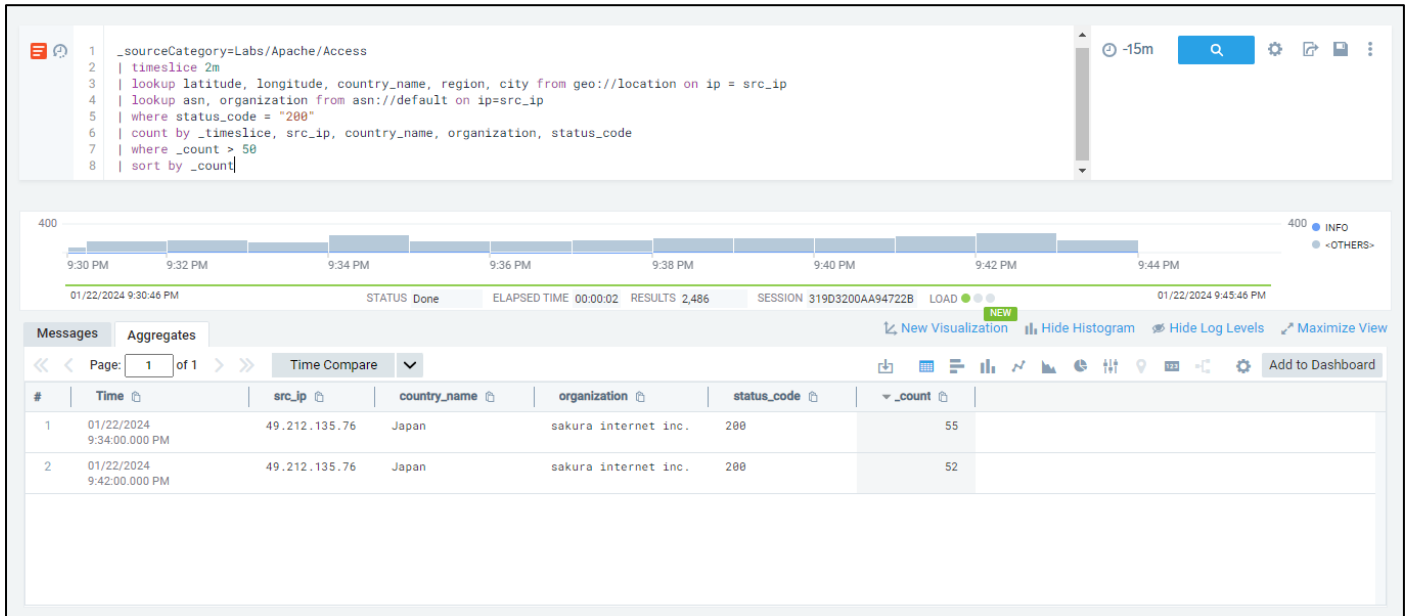 1 _sourceCategory=Labs/Apache/Access
2 | timeslice 2m
3 | lookup latitude, longitude, country_name, region, city from geo://location on ip = src_ip
4 | lookup asn, organization from asn://default on ip=src_ip
5 | where status_code = "200"
6 | count by _timeslice, src_ip, country_name, organization, status_code
7 | where _count > 50
8 | sort by _count
-15m
400 400 INFO
<OTHERS>
9:30 PM 9:32 PM 9:34 PM 9:36 PM 9:38 PM 9:40 PM 9:42 PM 9:44 PM
01/22/2024 9:30:46 PM STATUS Done ELAPSED TIME 00:00:02 RESULTS 2,486 SESSION 319D3200AA94722B LOAD 01/22/2024 9:45:46 PM
NEW
Messages Aggregates New Visualization Hide Histogram Hide Log Levels Maximize View
Page: 1 of 1 Time Compare 123 Add to Dashboard
# Time src_ip country_name organization status_code _count
1 01/22/2024 49.212.135.76 Japan sakura internet inc. 200 55
9:34:00.000 PM
2 01/22/2024 49.212.135.76 Japan sakura internet inc. 200 52
9:42:00.000 PM